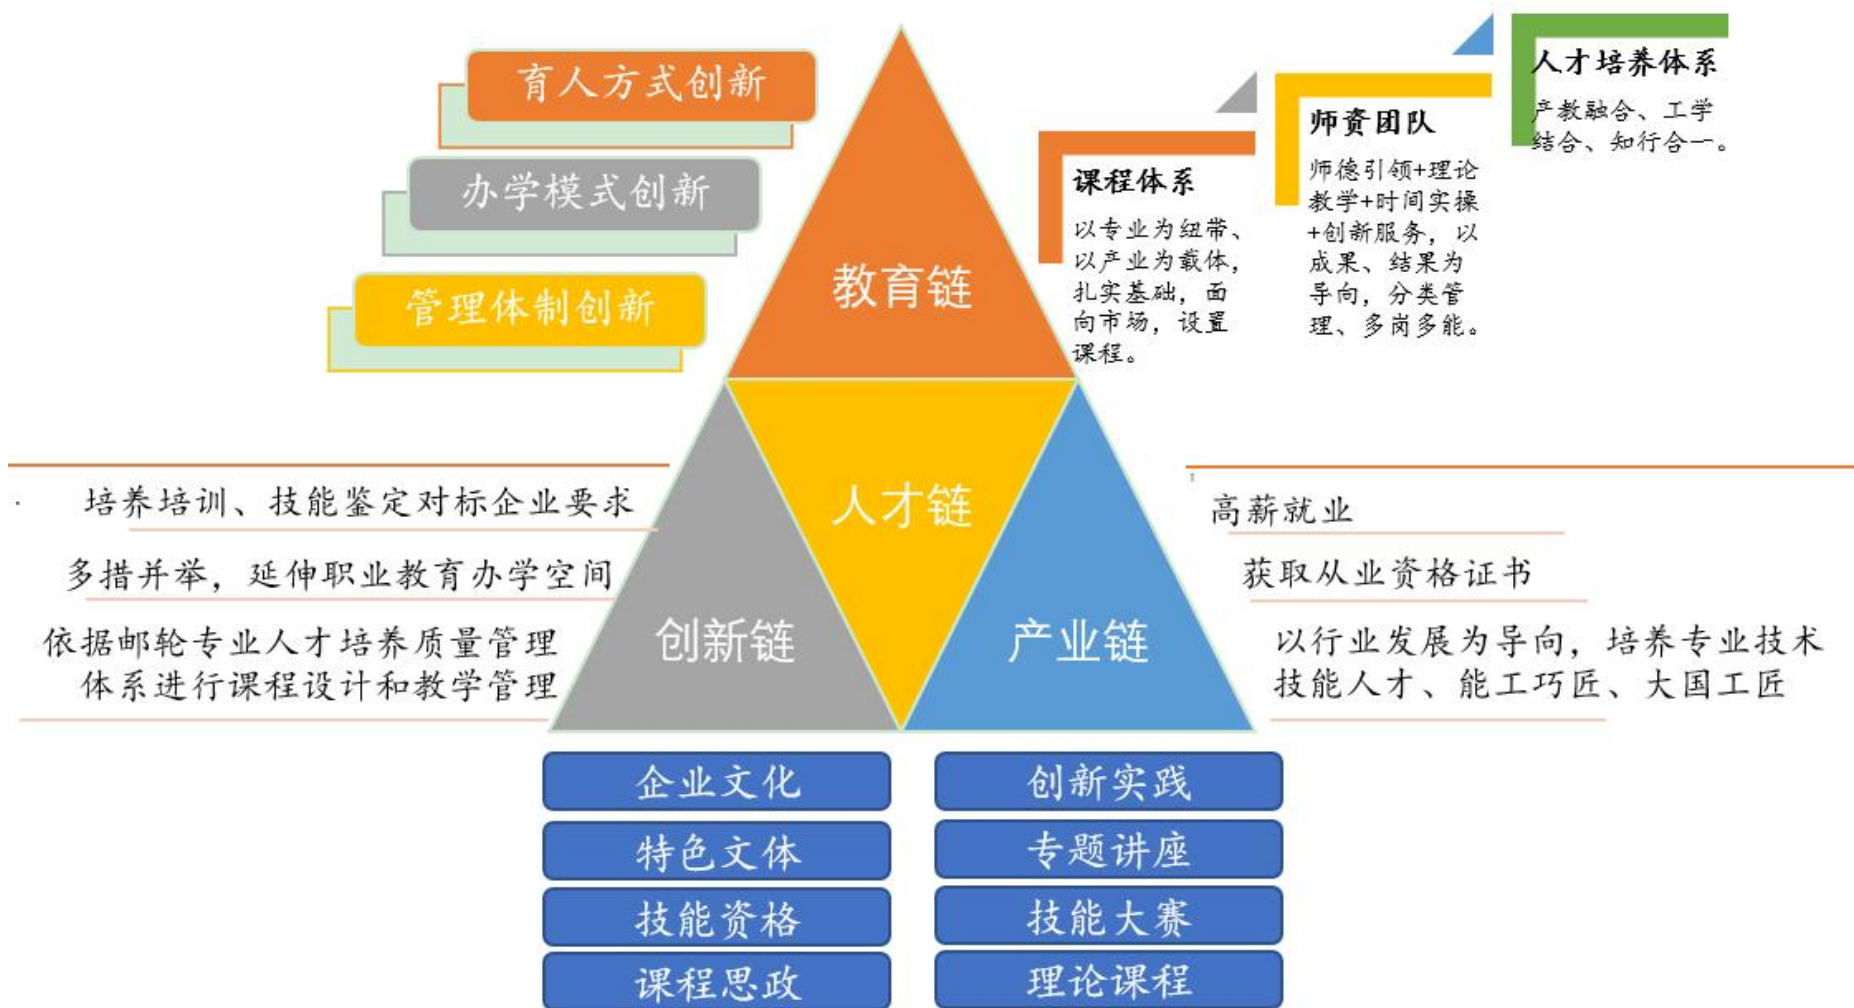 育人方式创新
办学模式创新
管理体制创新
教育链
人才链
创新链
产业链
课程体系
以专业为纽带、
以产业为载体，
扎实基础，面
向市场，设置
课程。
师资团队
师德引领+理论
教学+时间实操
+创新服务，以
成果、结果为
导向，分类管
理、多岗多能。
人才培养体系
产教融合、工学
结合、知行合一。
培养培训、技能鉴定对标企业要求
多措并举，延伸职业教育办学空间
依据邮轮专业人才培养质量管理
体系进行课程设计和教学管理
高薪就业
获取从业资格证书
以行业发展为导向，培养专业技术
技能人才、能工巧匠、大国工匠
企业文化
特色文体
技能资格
课程思政
创新实践
专题讲座
技能大赛
理论课程